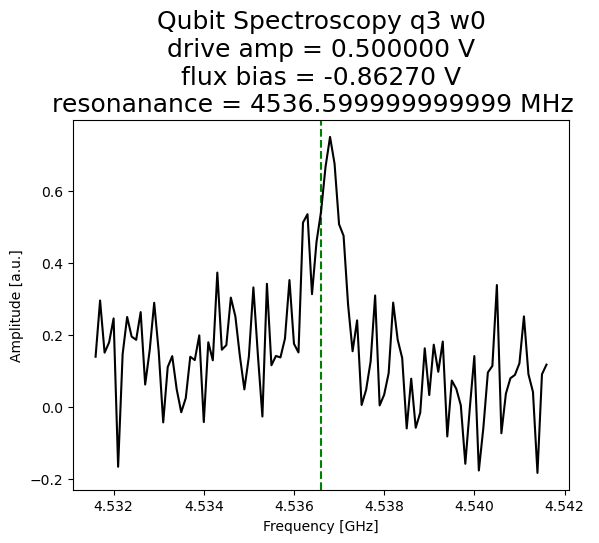 Qubit Spectroscopy q3 w0
drive amp = 0.500000 V
flux bias = -0.86270 V
resonanance = 4536.599999999999 MHz
0.6
0.4
0.2
0.0
−0.2
Amplitude [a.u.]
4.532 4.534 4.536 4.538 4.540 4.542
Frequency [GHz]